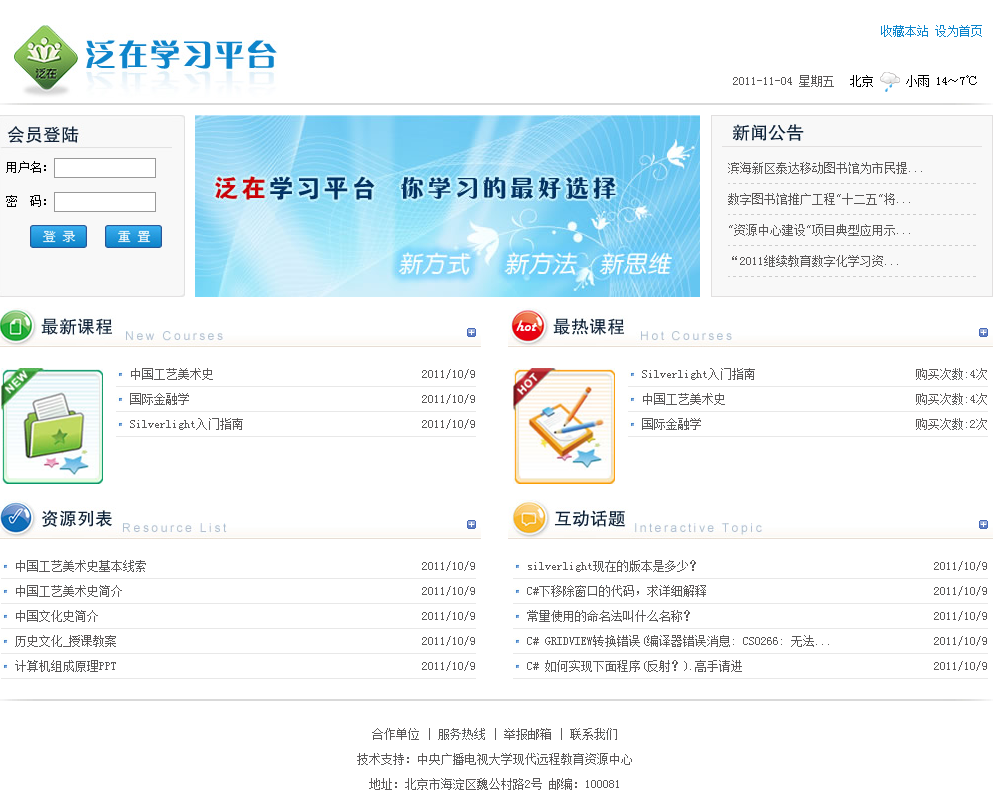 收藏本站 设为首页
泛在
泛在学习平台
2011-11-04 星期五 北京 小雨 14～7℃
会员登陆
用户名：
密 码：
登 录 重 置
泛在学习平台 你学习的最好选择
新方式 新方法 新思维
新闻公告
滨海新区泰达移动图书馆为市民提...
数字图书馆推广工程"十二五"将...
"资源中心建设"项目典型应用示...
“2011继续教育数字化学习资...
最新课程 New Courses
NEW
中国工艺美术史 2011/10/9
国际金融学 2011/10/9
Silverlight入门指南 2011/10/9
hot 最热课程 Hot Courses
HOT
Silverlight入门指南 购买次数:4次
中国工艺美术史 购买次数:4次
国际金融学 购买次数:2次
资源列表 Resource List
中国工艺美术史基本线索 2011/10/9
中国工艺美术史简介 2011/10/9
中国文化史简介 2011/10/9
历史文化_授课教案 2011/10/9
计算机组成原理PPT 2011/10/9
互动话题 Interactive Topic
silverlight现在的版本是多少？ 2011/10/9
C#下移除窗口的代码，求详细解释 2011/10/9
常量使用的命名法叫什么名称？ 2011/10/9
C# GRIDVIEW转换错误(编译器错误消息: CS0266: 无法... 2011/10/9
C# 如何实现下面程序(反射？).高手请进 2011/10/9
合作单位 | 服务热线 | 举报邮箱 | 联系我们
技术支持：中央广播电视大学现代远程教育资源中心
地址：北京市海淀区魏公村路2号 邮编：100081